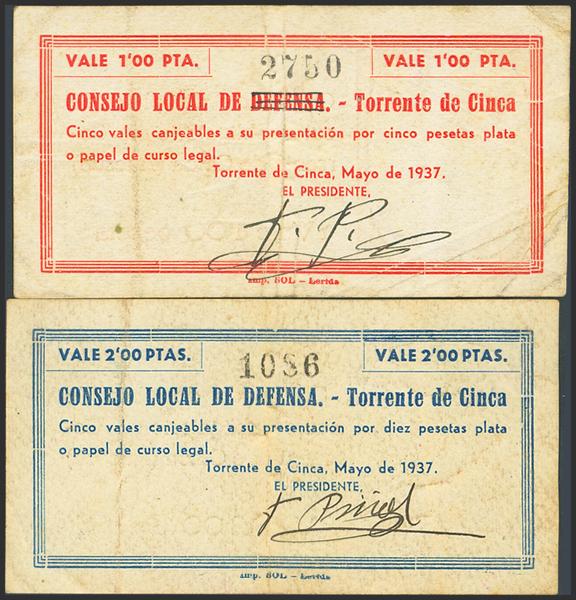 VALE 1'00 PTA. 2750 VALE 1'00 PTA.
CONSEJO LOCAL DE DEFENSA. - Torrente de Cinca
Cinco vales canjeables a su presentación por cinco pesetas plata
o papel de curso legal.
Torrente de Cinca, Mayo de 1937.
EL PRESIDENTE,
F. P.
Imp. SOL - Lerida
VALE 2'00 PTAS. 1086 VALE 2'00 PTAS.
CONSEJO LOCAL DE DEFENSA. - Torrente de Cinca
Cinco vales canjeables a su presentación por diez pesetas plata
o papel de curso legal.
Torrente de Cinca, Mayo de 1937.
EL PRESIDENTE,
Imp. SOL - Lerida